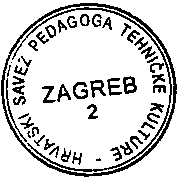 HRVATSKI SAVEZ PEDAGOGA TEHNIČKE KULTURE -
ZAGREB
2